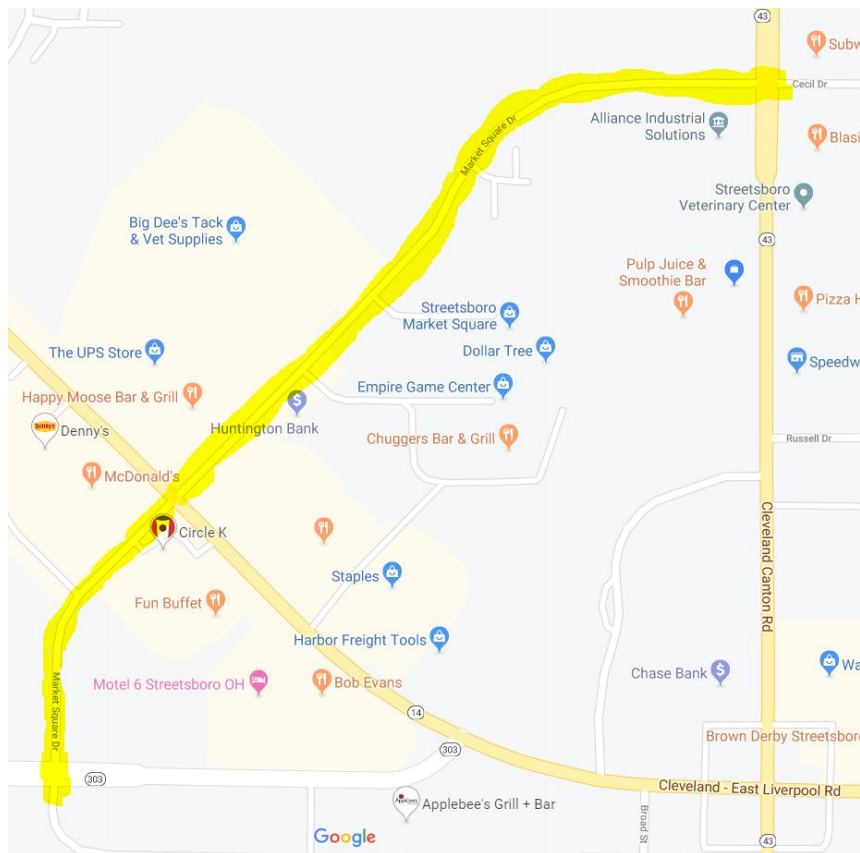 43
Subw
Cecil Dr
Alliance Industrial
Solutions
Market Square Dr
Blasi
Streetsboro
Veterinary Center
Big Dee's Tack
& Vet Supplies
43
Pulp Juice &
Smoothie Bar
Pizza H
Streetsboro
Market Square
The UPS Store
Dollar Tree
Speedw
Empire Game Center
Happy Moose Bar & Grill
Denny's
Denny's
Huntington Bank
Chuggers Bar & Grill
Russell Dr
McDonald's
Circle K
Cleveland Canton Rd
Staples
Fun Buffet
Harbor Freight Tools
Motel 6 Streetsboro OH
Bob Evans
Chase Bank
Wa
Market Square Dr
14
Brown Derby Streetsboro
303
303
Cleveland - East Liverpool Rd
Applebee's
Applebee's Grill + Bar
Broad St
Google
43